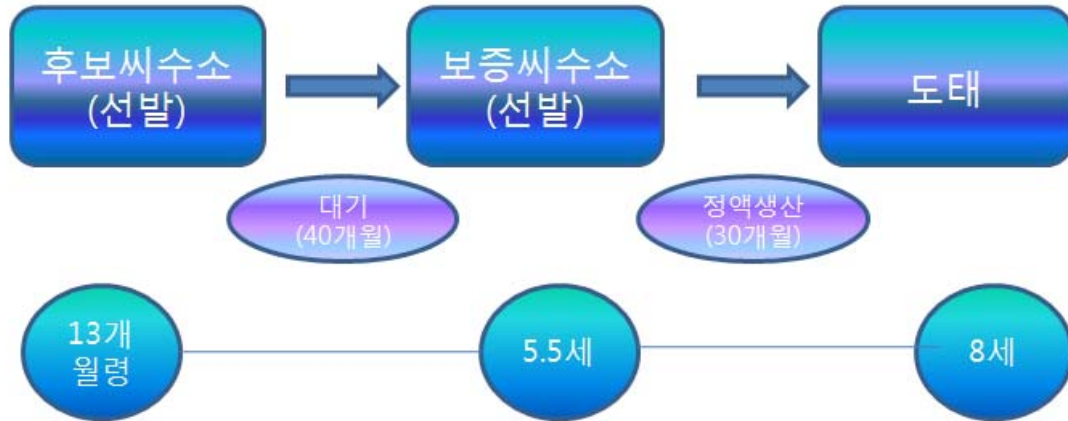 후보씨수소
(선발)
보증씨수소
(선발)
도태
대기
(40개월)
정액생산
(30개월)
13개
월령
5.5세
8세